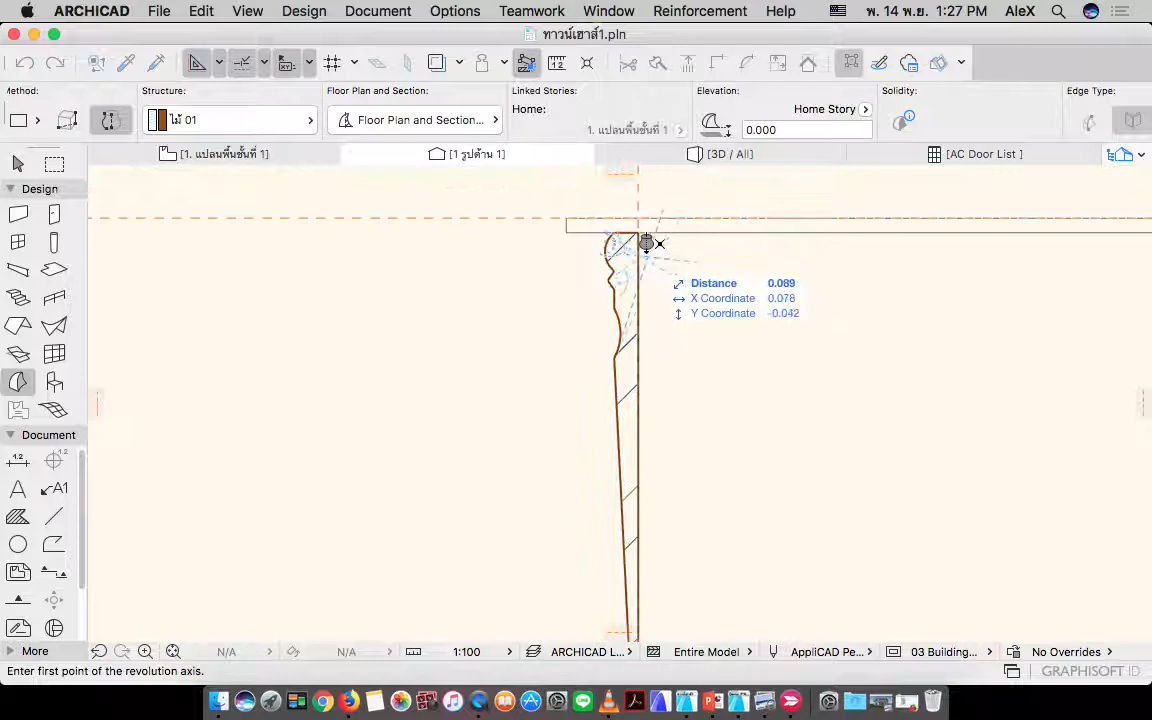 ARCHICAD File Edit View Design Document Options Teamwork Window Reinforcement Help พ. 14 พ.ย. 1:27 PM AleX
ทาวน์เฮาส์1.pln
Method: Structure: Floor Plan and Section: Linked Stories: Elevation: Solidity: Edge Type:
ไม้ 01 Floor Plan and Section... Home: Home Story
1. แปลนพื้นชั้นที่ 1 0.000
[1. แปลนพื้นชั้นที่ 1] [1 รูปด้าน 1] [3D / All] [AC Door List ]
Design
Distance 0.089
X Coordinate 0.078
Y Coordinate -0.042
Document
1.2 1.2
A A1
More N/A N/A 1:100 ARCHICAD L... Entire Model AppliCAD Pe... 03 Building... No Overrides
Enter first point of the revolution axis. GRAPHISOFT ID